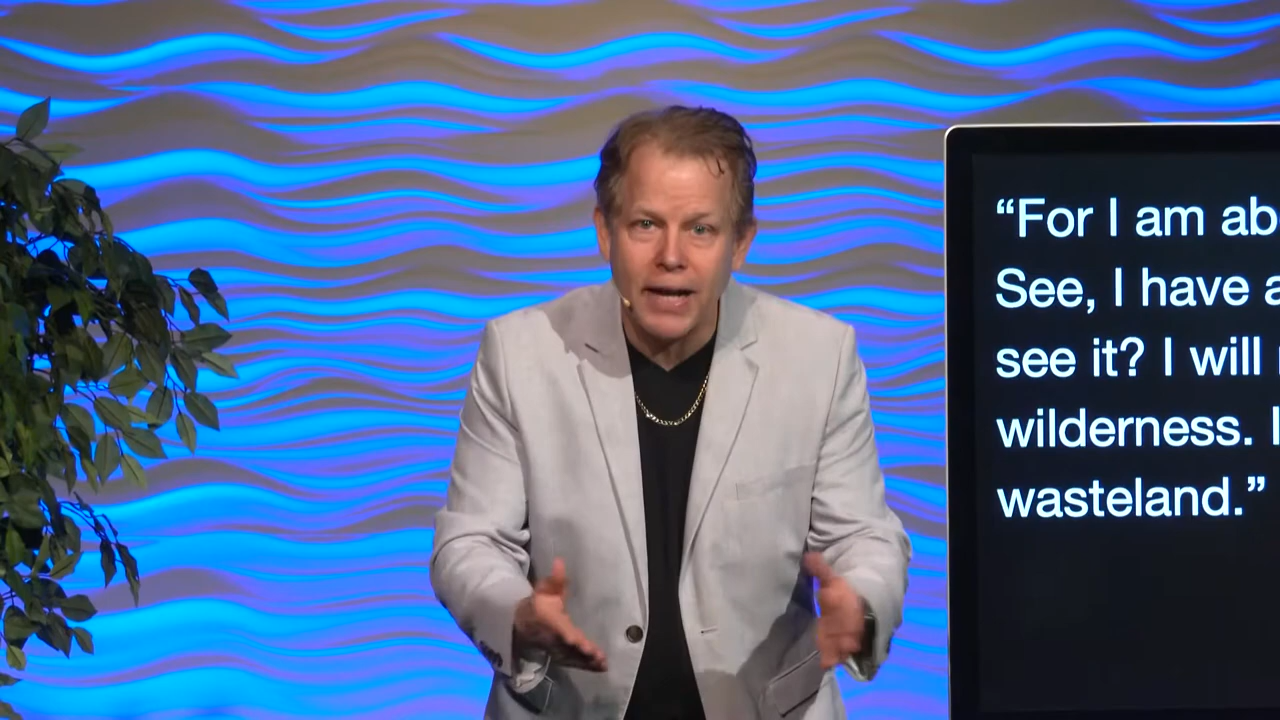 “For I am ab
See, I have a
see it? I will
wilderness. I
wasteland.”